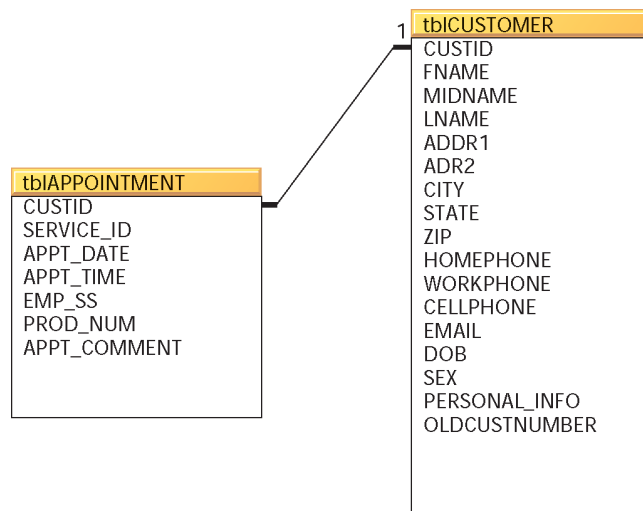 1
tblCUSTOMER
CUSTID
FNAME
MIDNAME
LNAME
ADDR1
ADR2
CITY
STATE
ZIP
HOMEPHONE
WORKPHONE
CELLPHONE
EMAIL
DOB
SEX
PERSONAL_INFO
OLDCUSTNUMBER
tblAPPOINTMENT
CUSTID
SERVICE_ID
APPT_DATE
APPT_TIME
EMP_SS
PROD_NUM
APPT_COMMENT